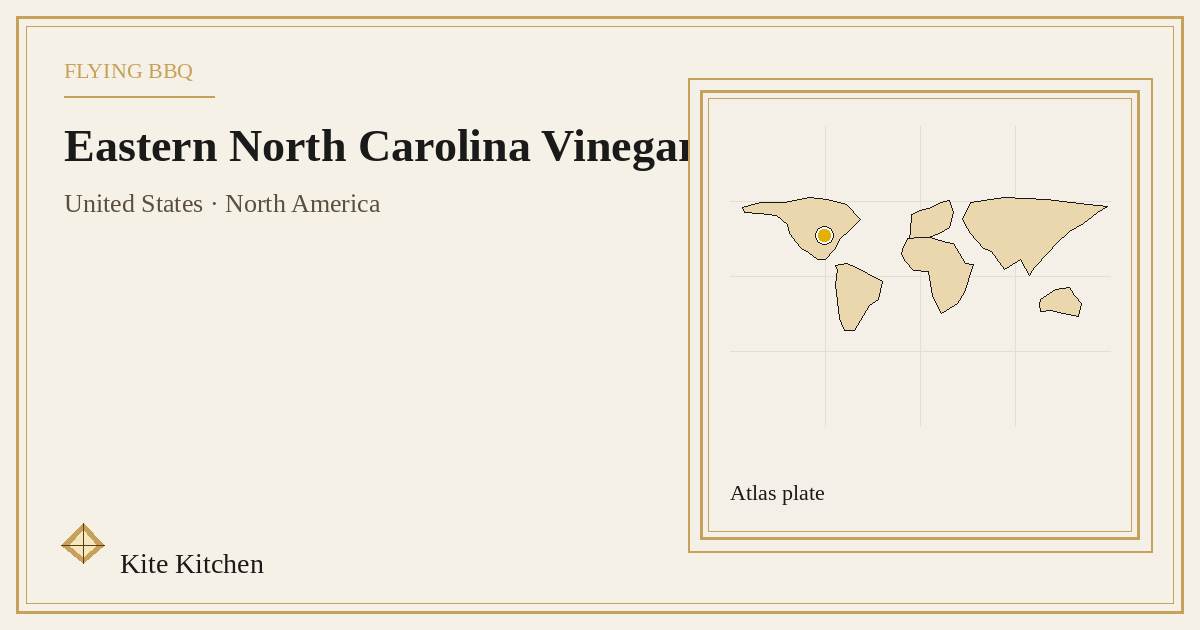 FLYING BBQ
Eastern North Carolina Vinegar
United States · North America
Atlas plate
Kite Kitchen